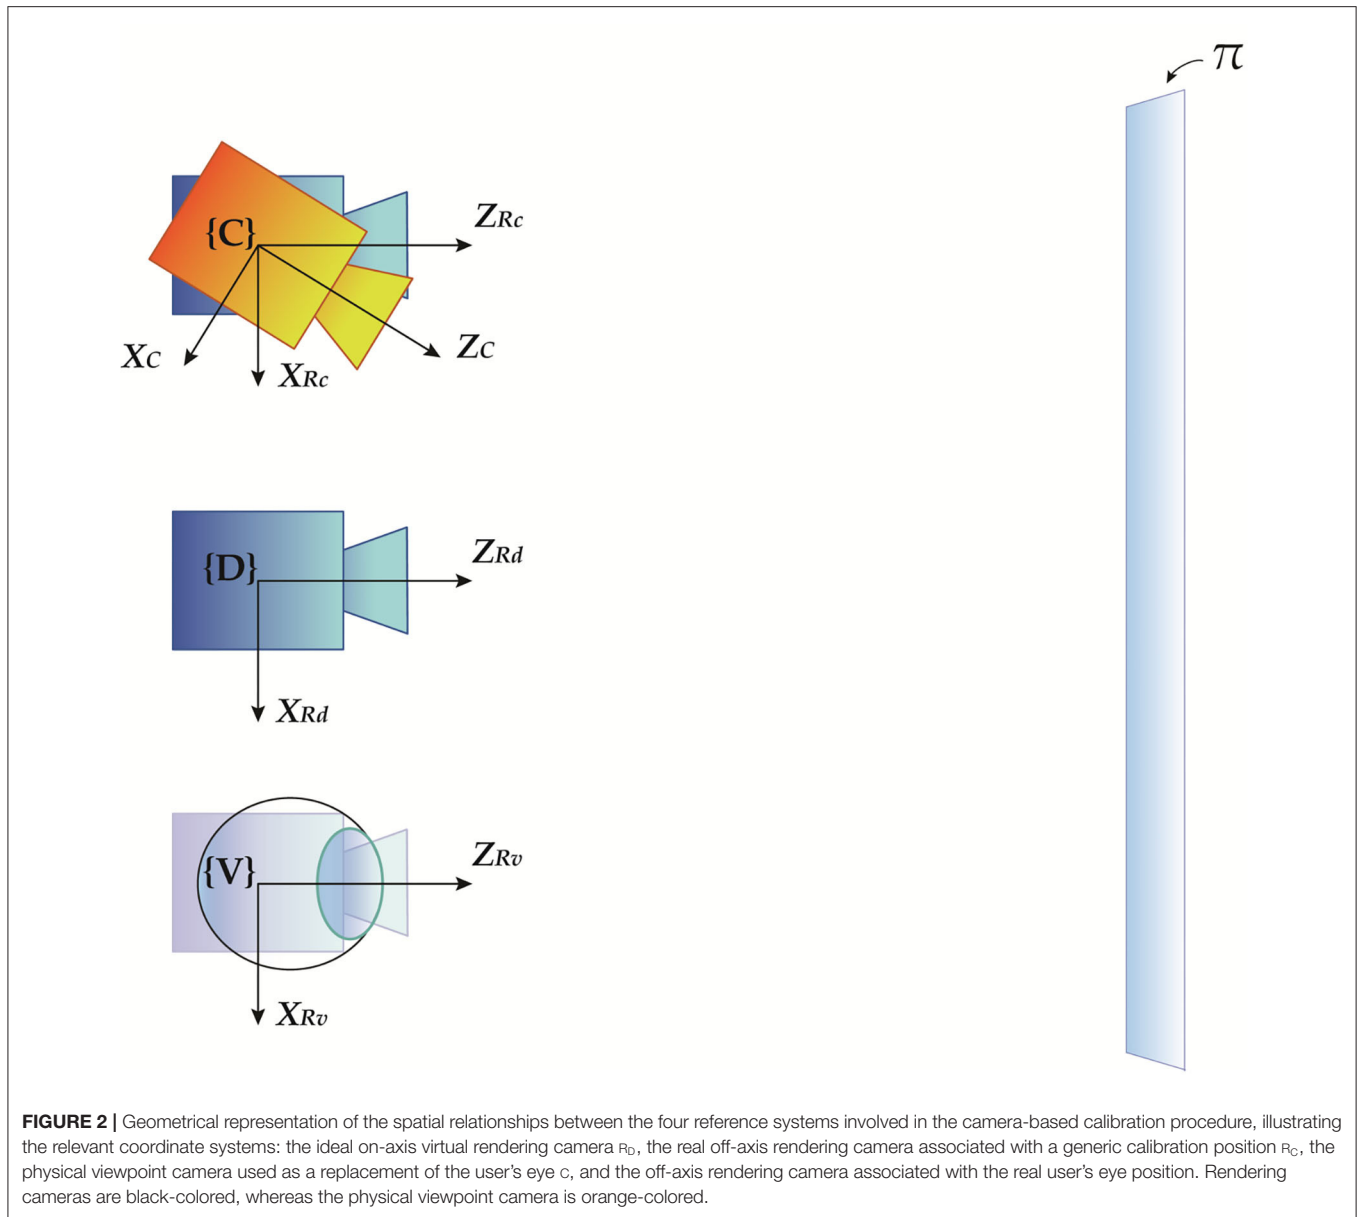 π
{C}
ZRc
XC
ZC
XRc
{D}
ZRd
XRd
{V}
ZRv
XRv
FIGURE 2 | Geometrical representation of the spatial relationships between the four reference systems involved in the camera-based calibration procedure, illustrating
the relevant coordinate systems: the ideal on-axis virtual rendering camera RD, the real off-axis rendering camera associated with a generic calibration position RC, the
physical viewpoint camera used as a replacement of the user's eye C, and the off-axis rendering camera associated with the real user's eye position. Rendering
cameras are black-colored, whereas the physical viewpoint camera is orange-colored.